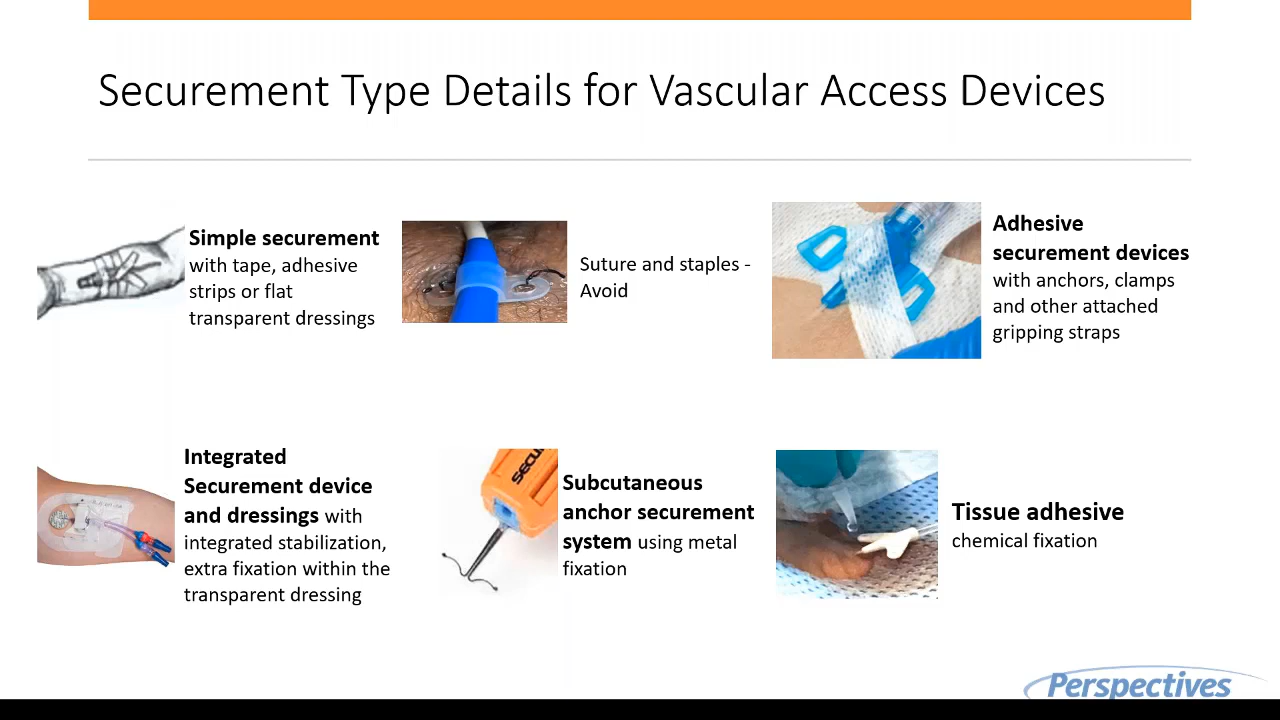 Securement Type Details for Vascular Access Devices
Simple securement
with tape, adhesive
strips or flat
transparent dressings
Suture and staples -
Avoid
Adhesive
securement devices
with anchors, clamps
and other attached
gripping straps
Integrated
Securement device
and dressings with
integrated stabilization,
extra fixation within the
transparent dressing
Subcutaneous
anchor securement
system using metal
fixation
Tissue adhesive
chemical fixation
Perspectives